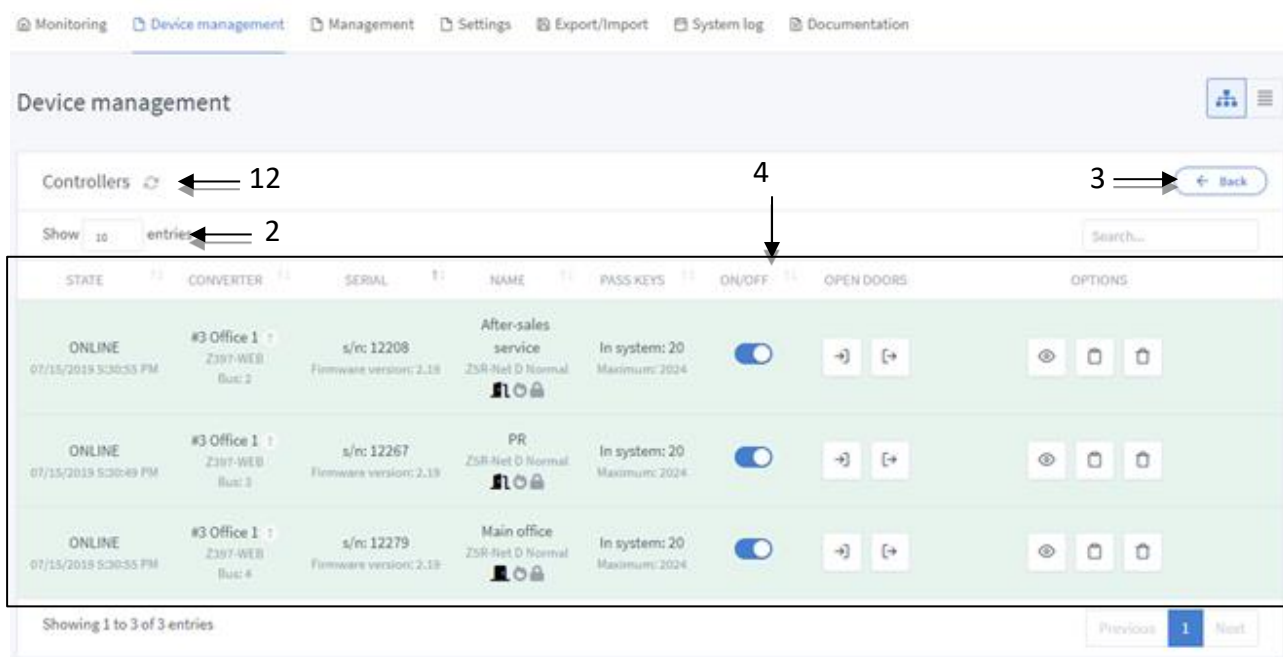 Monitoring Device management Management Settings Export/Import System log Documentation
Device management
Controllers 12 4 3 Back
Show 10 entries 2 Search...
STATE CONVERTER SERIAL NAME PASS KEYS ON/OFF OPEN DOORS OPTIONS
ONLINE #3 Office 1 s/n: 12208 After-sales service In system: 20
07/15/2019 5:30:55 PM Z397-WEB Firmware version: 2.19 ZSR-Net D Normal Maximum: 2024
Bus: 2
ONLINE #3 Office 1 s/n: 12267 PR In system: 20
07/15/2019 5:30:49 PM Z397-WEB Firmware version: 2.19 ZSR-Net D Normal Maximum: 2024
Bus: 3
ONLINE #3 Office 1 s/n: 12279 Main office In system: 20
07/15/2019 5:30:55 PM Z397-WEB Firmware version: 2.19 ZSR-Net D Normal Maximum: 2024
Bus: 4
Showing 1 to 3 of 3 entries Previous 1 Next